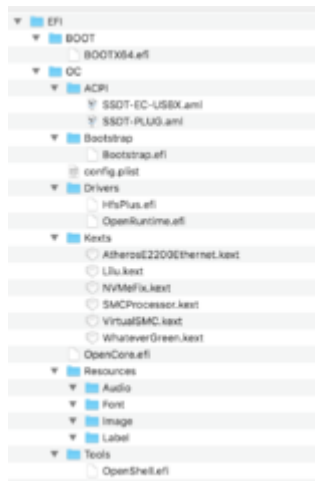 EFI
BOOT
BOOTX64.efi
OC
ACPI
SSDT-EC-USBX.aml
SSDT-PLUG.aml
Bootstrap
Bootstrap.efi
config.plist
Drivers
HfsPlus.efi
OpenRuntime.efi
Kexts
AtherosE2200Ethernet.kext
Lilu.kext
NVMeFix.kext
SMCProcessor.kext
VirtualSMC.kext
WhateverGreen.kext
OpenCore.efi
Resources
Audio
Font
Image
Label
Tools
OpenShell.efi